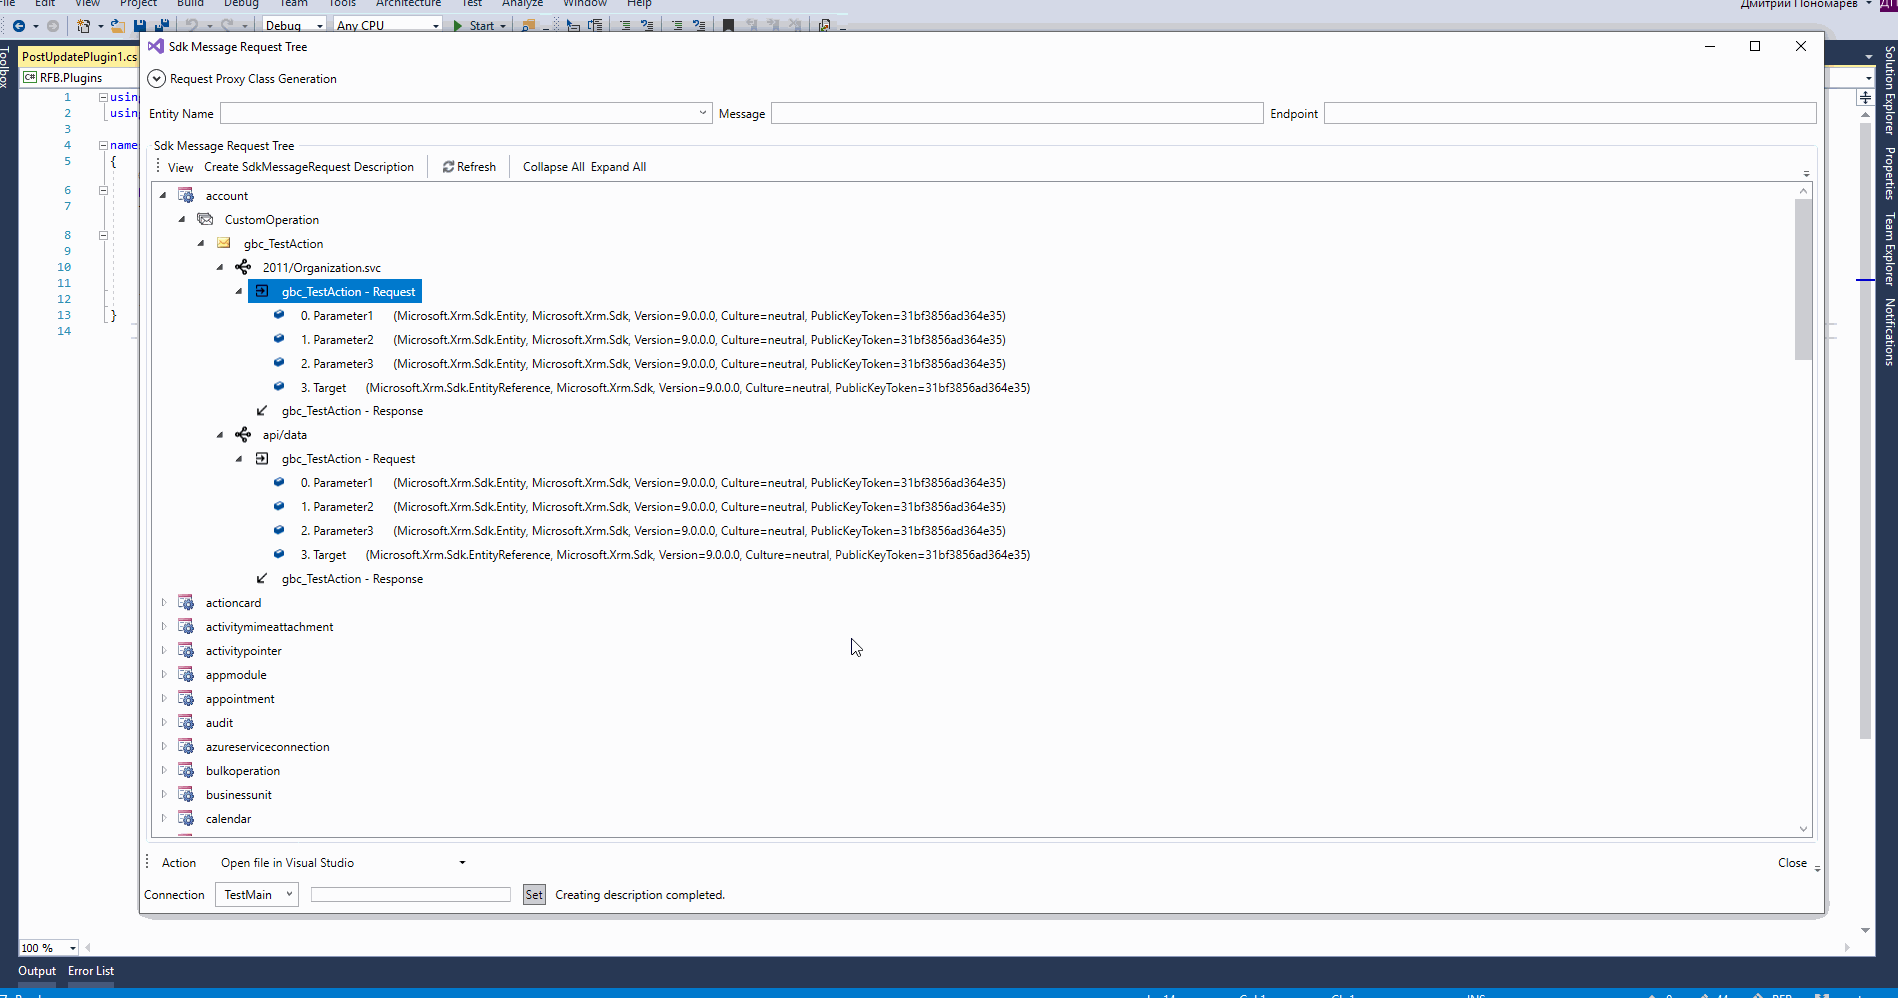 File Edit View Project Build Debug Team Tools Architecture Test Analyze Window Help Дмитрий Пономарев ДП
Debug Any CPU Start
Toolbox
PostUpdatePlugin1.cs
C# RFB.Plugins
1 usin
2 usin
3
4 name
5 {
6
7
8
9
10
11
12
13 }
14
Sdk Message Request Tree
Request Proxy Class Generation
Entity Name Message Endpoint
Sdk Message Request Tree
View Create SdkMessageRequest Description Refresh Collapse All Expand All
account
CustomOperation
gbc_TestAction
2011/Organization.svc
gbc_TestAction - Request
0. Parameter1 (Microsoft.Xrm.Sdk.Entity, Microsoft.Xrm.Sdk, Version=9.0.0.0, Culture=neutral, PublicKeyToken=31bf3856ad364e35)
1. Parameter2 (Microsoft.Xrm.Sdk.Entity, Microsoft.Xrm.Sdk, Version=9.0.0.0, Culture=neutral, PublicKeyToken=31bf3856ad364e35)
2. Parameter3 (Microsoft.Xrm.Sdk.Entity, Microsoft.Xrm.Sdk, Version=9.0.0.0, Culture=neutral, PublicKeyToken=31bf3856ad364e35)
3. Target (Microsoft.Xrm.Sdk.EntityReference, Microsoft.Xrm.Sdk, Version=9.0.0.0, Culture=neutral, PublicKeyToken=31bf3856ad364e35)
gbc_TestAction - Response
api/data
gbc_TestAction - Request
0. Parameter1 (Microsoft.Xrm.Sdk.Entity, Microsoft.Xrm.Sdk, Version=9.0.0.0, Culture=neutral, PublicKeyToken=31bf3856ad364e35)
1. Parameter2 (Microsoft.Xrm.Sdk.Entity, Microsoft.Xrm.Sdk, Version=9.0.0.0, Culture=neutral, PublicKeyToken=31bf3856ad364e35)
2. Parameter3 (Microsoft.Xrm.Sdk.Entity, Microsoft.Xrm.Sdk, Version=9.0.0.0, Culture=neutral, PublicKeyToken=31bf3856ad364e35)
3. Target (Microsoft.Xrm.Sdk.EntityReference, Microsoft.Xrm.Sdk, Version=9.0.0.0, Culture=neutral, PublicKeyToken=31bf3856ad364e35)
gbc_TestAction - Response
actioncard
activitymimeattachment
activitypointer
appmodule
appointment
audit
azureserviceconnection
bulkoperation
businessunit
calendar
Action Open file in Visual Studio Close
Connection TestMain Set Creating description completed.
Solution Explorer
Properties
Team Explorer
Notifications
100 %
Output Error List